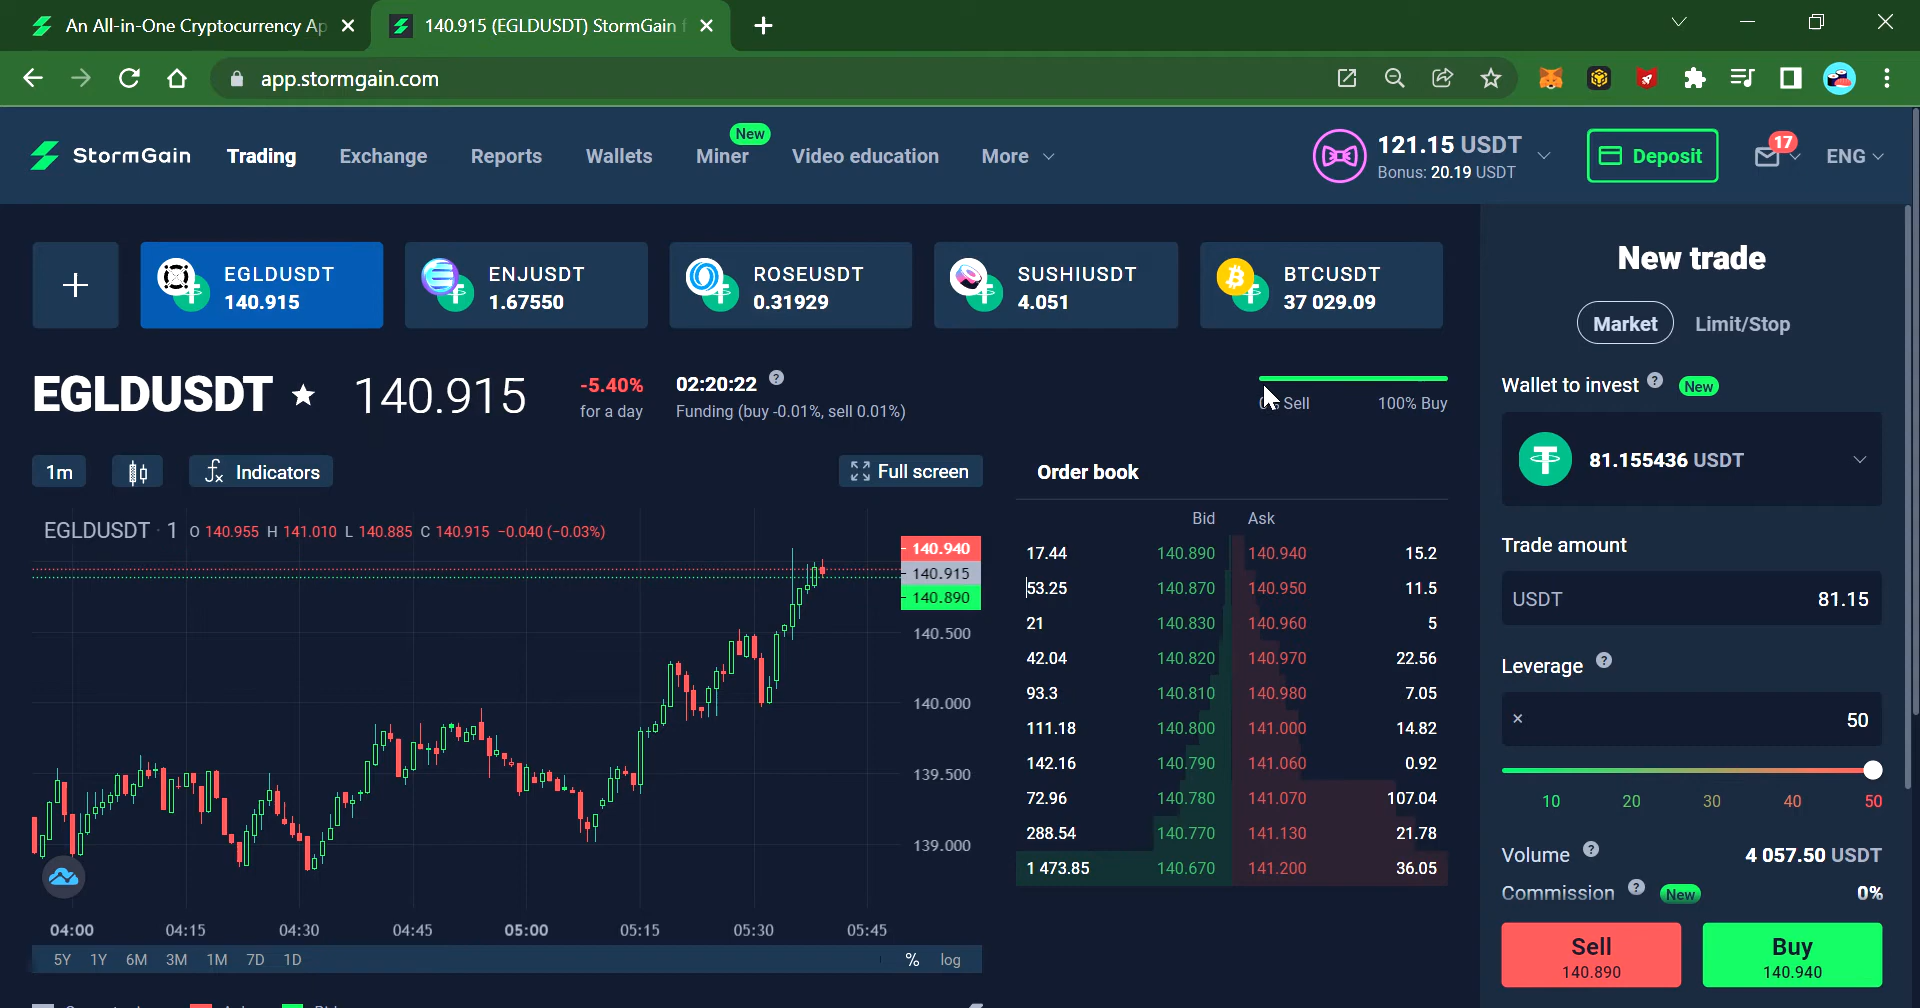 An All-in-One Cryptocurrency Ap
140.915 (EGLDUSDT) StormGain
app.stormgain.com
StormGain
Trading
Exchange
Reports
Wallets
New
Miner
Video education
More
121.15 USDT
Bonus: 20.19 USDT
Deposit
17
ENG
EGLDUSDT
140.915
ENJUSDT
1.67550
ROSEUSDT
0.31929
SUSHIUSDT
4.051
BTCUSDT
37 029.09
EGLDUSDT
140.915
-5.40%
for a day
02:20:22
Funding (buy -0.01%, sell 0.01%)
Sell
100% Buy
1m
Indicators
Full screen
EGLDUSDT · 1 O 140.955 H 141.010 L 140.885 C 140.915 −0.040 (−0.03%)
140.940
140.915
140.890
140.500
140.000
139.500
139.000
04:00 04:15 04:30 04:45 05:00 05:15 05:30 05:45
5Y 1Y 6M 3M 1M 7D 1D
% log
Order book
Bid Ask
17.44 140.890 140.940 15.2
53.25 140.870 140.950 11.5
21 140.830 140.960 5
42.04 140.820 140.970 22.56
93.3 140.810 140.980 7.05
111.18 140.800 141.000 14.82
142.16 140.790 141.060 0.92
72.96 140.780 141.070 107.04
288.54 140.770 141.130 21.78
1 473.85 140.670 141.200 36.05
New trade
Market
Limit/Stop
Wallet to invest ? New
81.155436 USDT
Trade amount
USDT 81.15
Leverage ?
× 50
10 20 30 40 50
Volume ? 4 057.50 USDT
Commission ? New 0%
Sell
140.890
Buy
140.940